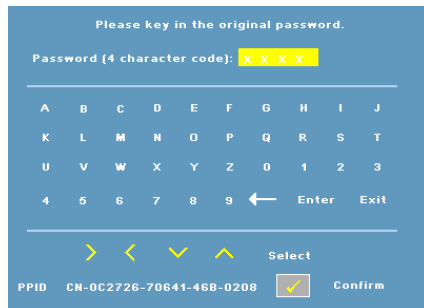 Please key in the original password.
Password (4 character code): X X X X
A B C D E F G H I J
K L M N O P Q R S T
U V W X Y Z 0 1 2 3
4 5 6 7 8 9 Enter Exit
Select
PPID CN-0C2726-70641-46B-0208 Confirm